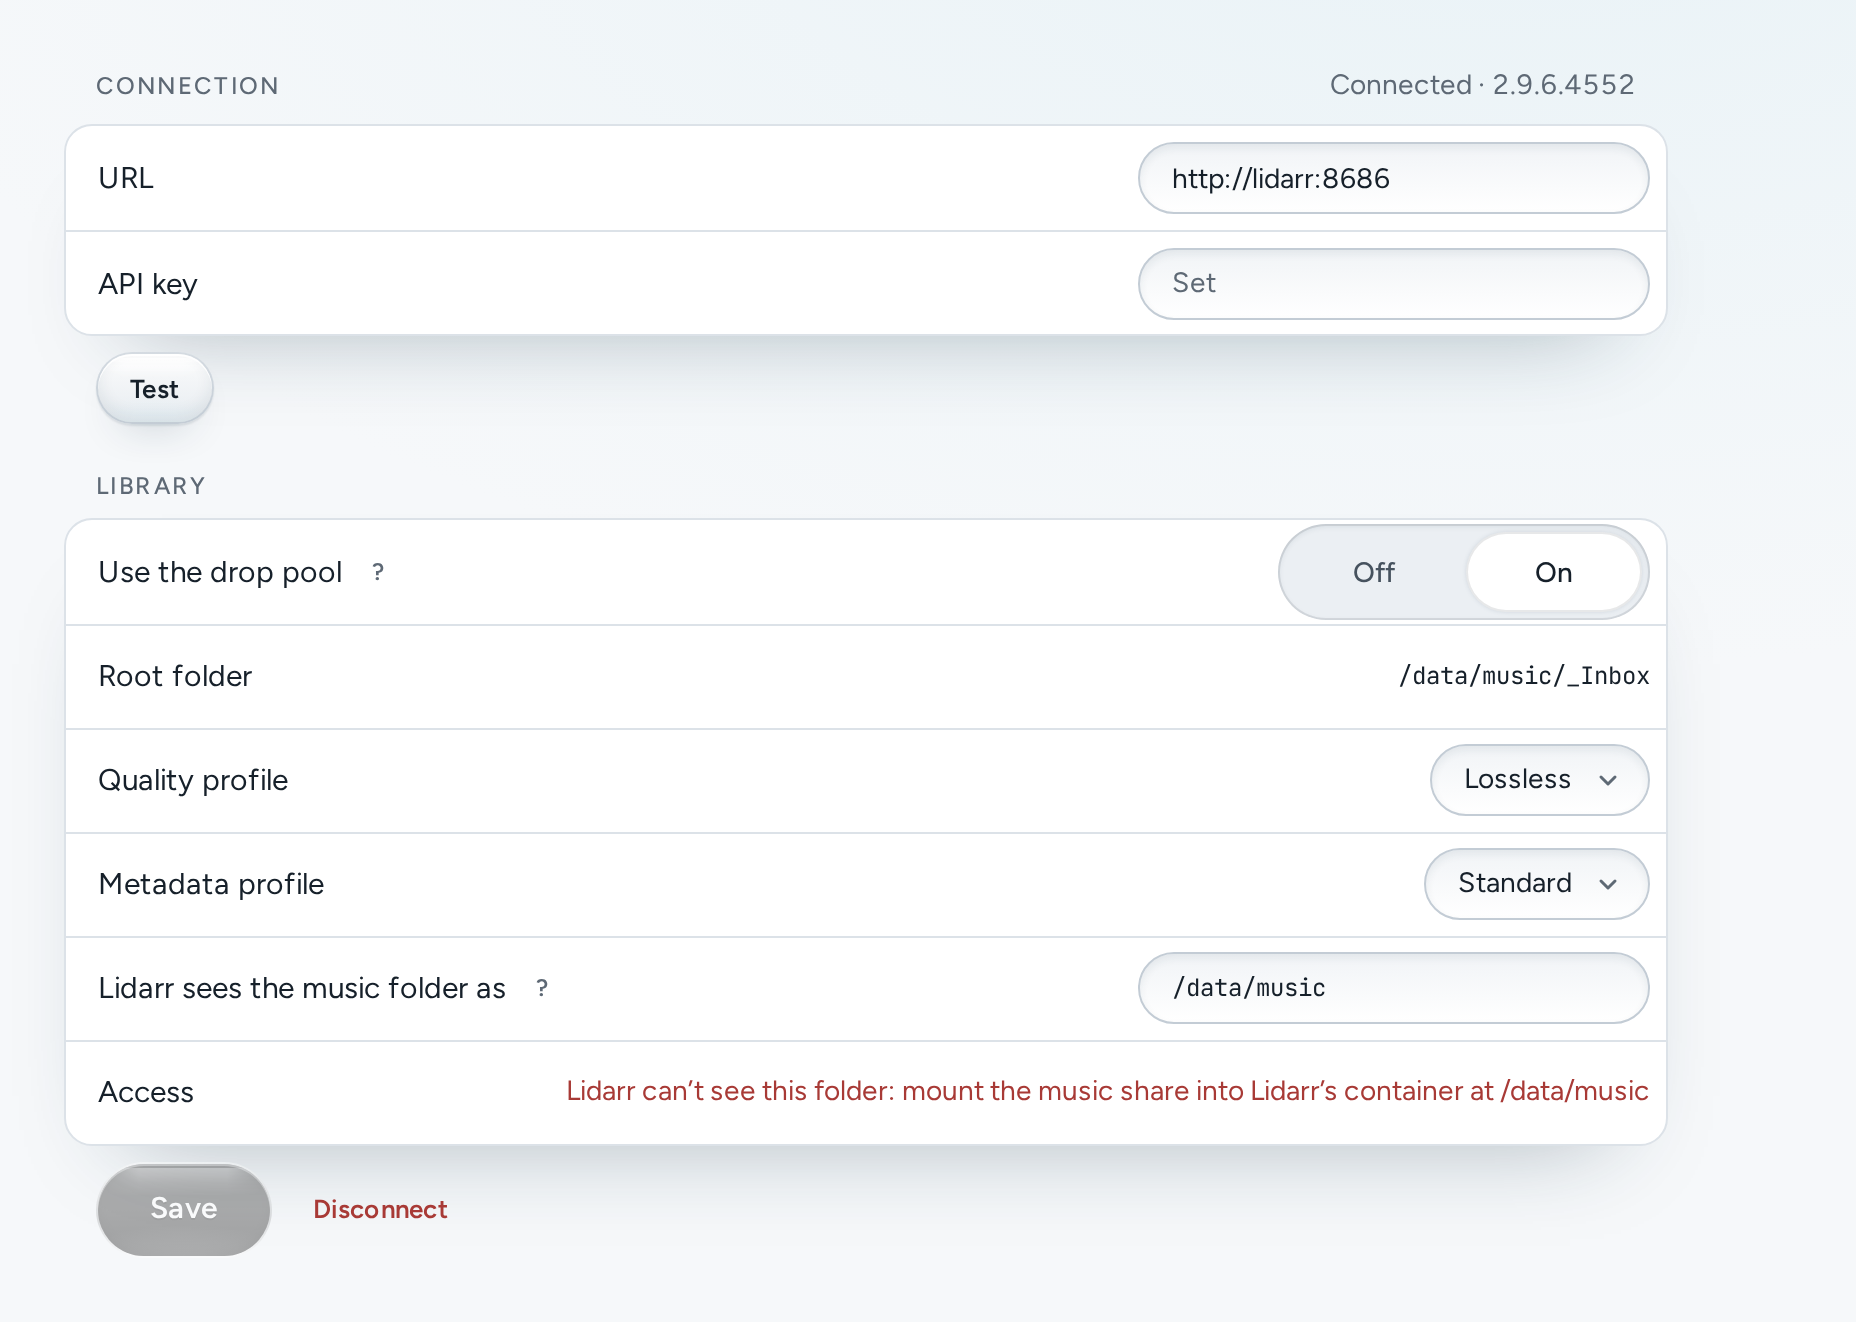 CONNECTION
Connected · 2.9.6.4552
URL
http://lidarr:8686
API key
Set
Test
LIBRARY
Use the drop pool ?
Off On
Root folder
/data/music/_Inbox
Quality profile
Lossless
Metadata profile
Standard
Lidarr sees the music folder as ?
/data/music
Access
Lidarr can’t see this folder: mount the music share into Lidarr’s container at /data/music
Save
Disconnect